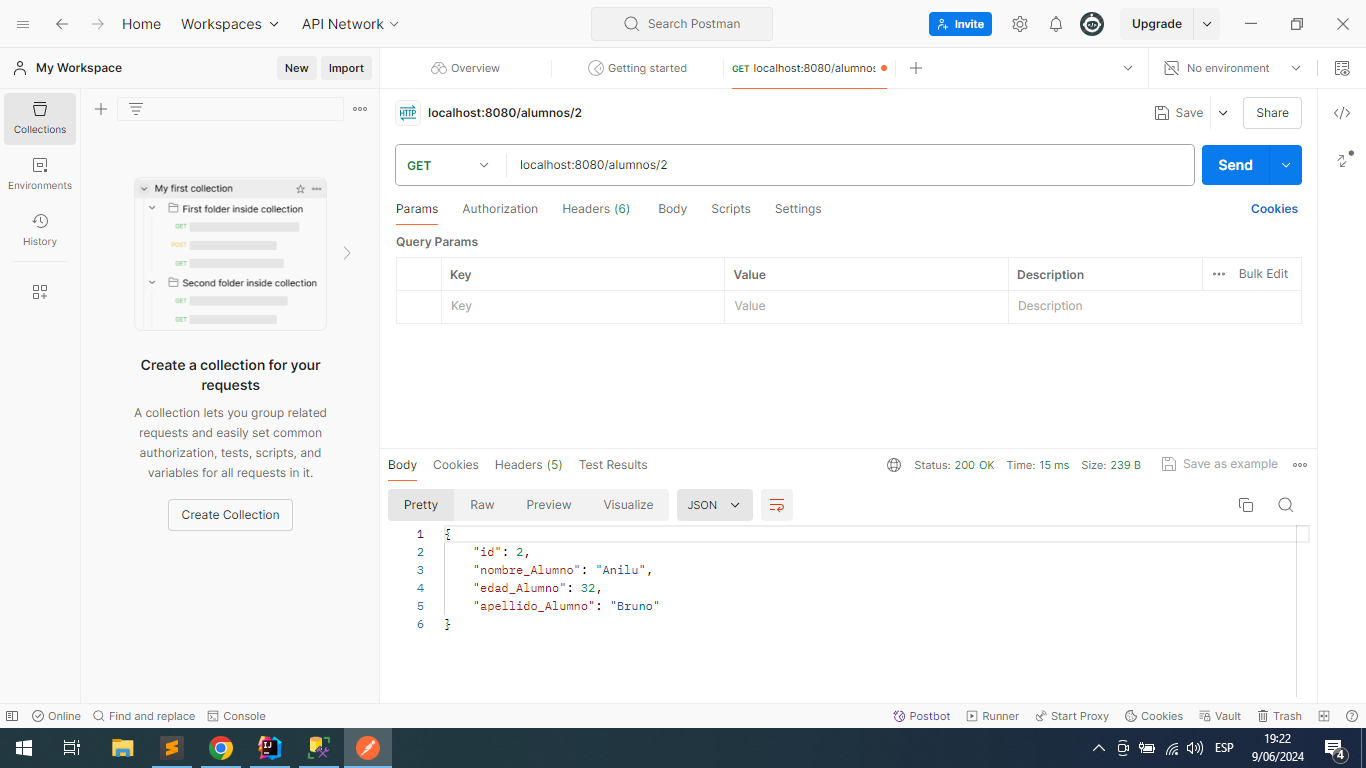 Home Workspaces API Network Search Postman Invite Upgrade
My Workspace New Import Overview Getting started GET localhost:8080/alumnos No environment
Collections
Environments
History
My first collection
First folder inside collection
GET
POST
GET
Second folder inside collection
GET
GET
Create a collection for your
requests
A collection lets you group related
requests and easily set common
authorization, tests, scripts, and
variables for all requests in it.
Create Collection
HTTP localhost:8080/alumnos/2 Save Share
GET localhost:8080/alumnos/2 Send
Params Authorization Headers (6) Body Scripts Settings Cookies
Query Params
Key Value Description Bulk Edit
Key Value Description
Body Cookies Headers (5) Test Results Status: 200 OK Time: 15 ms Size: 239 B Save as example
Pretty Raw Preview Visualize JSON
1 {
2 "id": 2,
3 "nombre_Alumno": "Anilu",
4 "edad_Alumno": 32,
5 "apellido_Alumno": "Bruno"
6 }
Online Find and replace Console Postbot Runner Start Proxy Cookies Vault Trash
ESP 19:22
9/06/2024 4